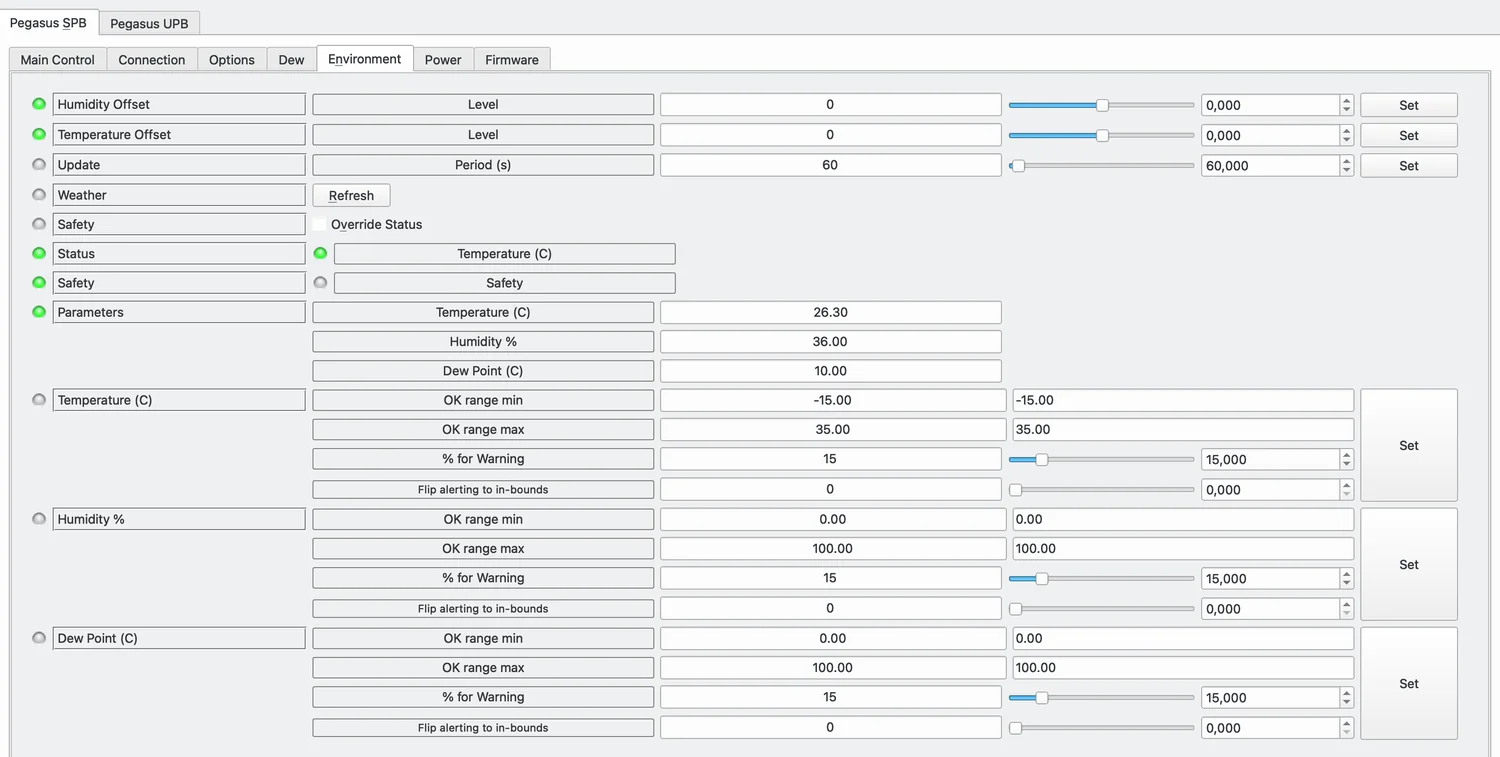 Pegasus SPB Pegasus UPB
Main Control Connection Options Dew Environment Power Firmware
Humidity Offset Level 0 0,000 Set
Temperature Offset Level 0 0,000 Set
Update Period (s) 60 60,000 Set
Weather Refresh
Safety Override Status
Status Temperature (C)
Safety Safety
Parameters Temperature (C) 26.30
Humidity % 36.00
Dew Point (C) 10.00
Temperature (C) OK range min -15.00 -15.00
OK range max 35.00 35.00
Set
% for Warning 15 15,000
Flip alerting to in-bounds 0 0,000
Humidity % OK range min 0.00 0.00
OK range max 100.00 100.00
Set
% for Warning 15 15,000
Flip alerting to in-bounds 0 0,000
Dew Point (C) OK range min 0.00 0.00
OK range max 100.00 100.00
Set
% for Warning 15 15,000
Flip alerting to in-bounds 0 0,000